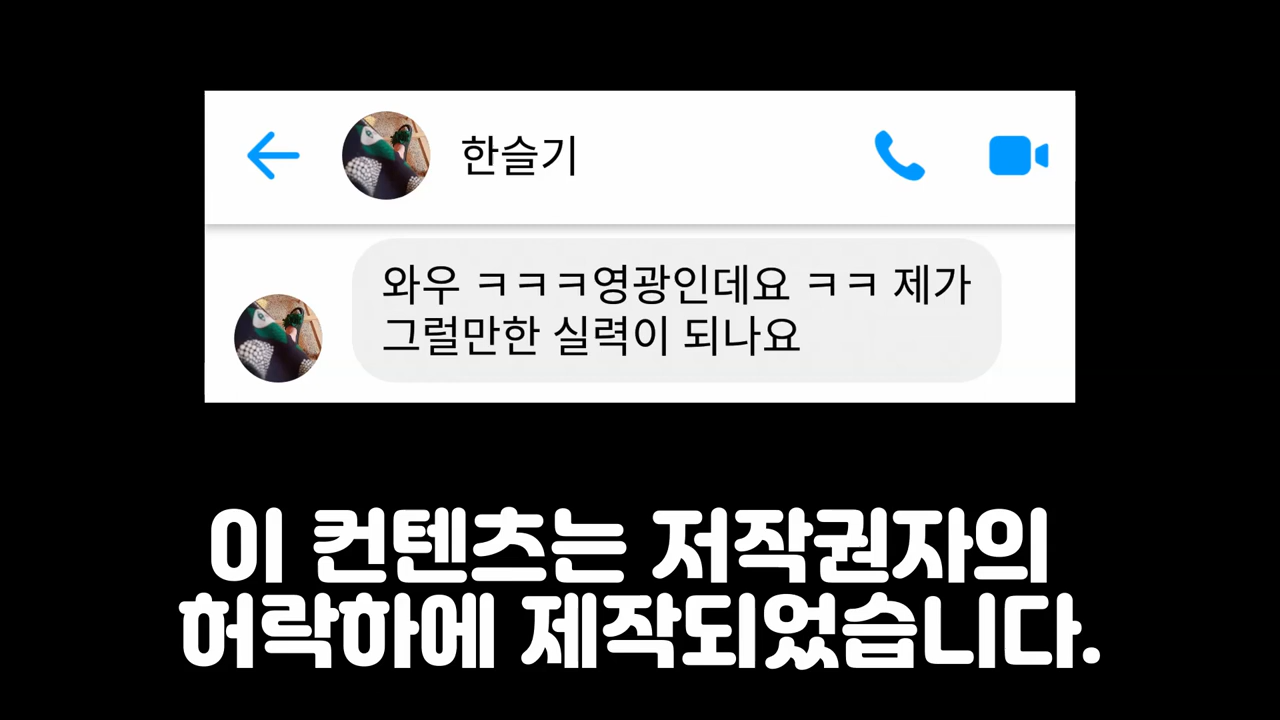 한슬기
와우 ㅋㅋㅋ영광인데요 ㅋㅋ 제가
그럴만한 실력이 되나요
이 컨텐츠는 저작권자의
허락하에 제작되었습니다.